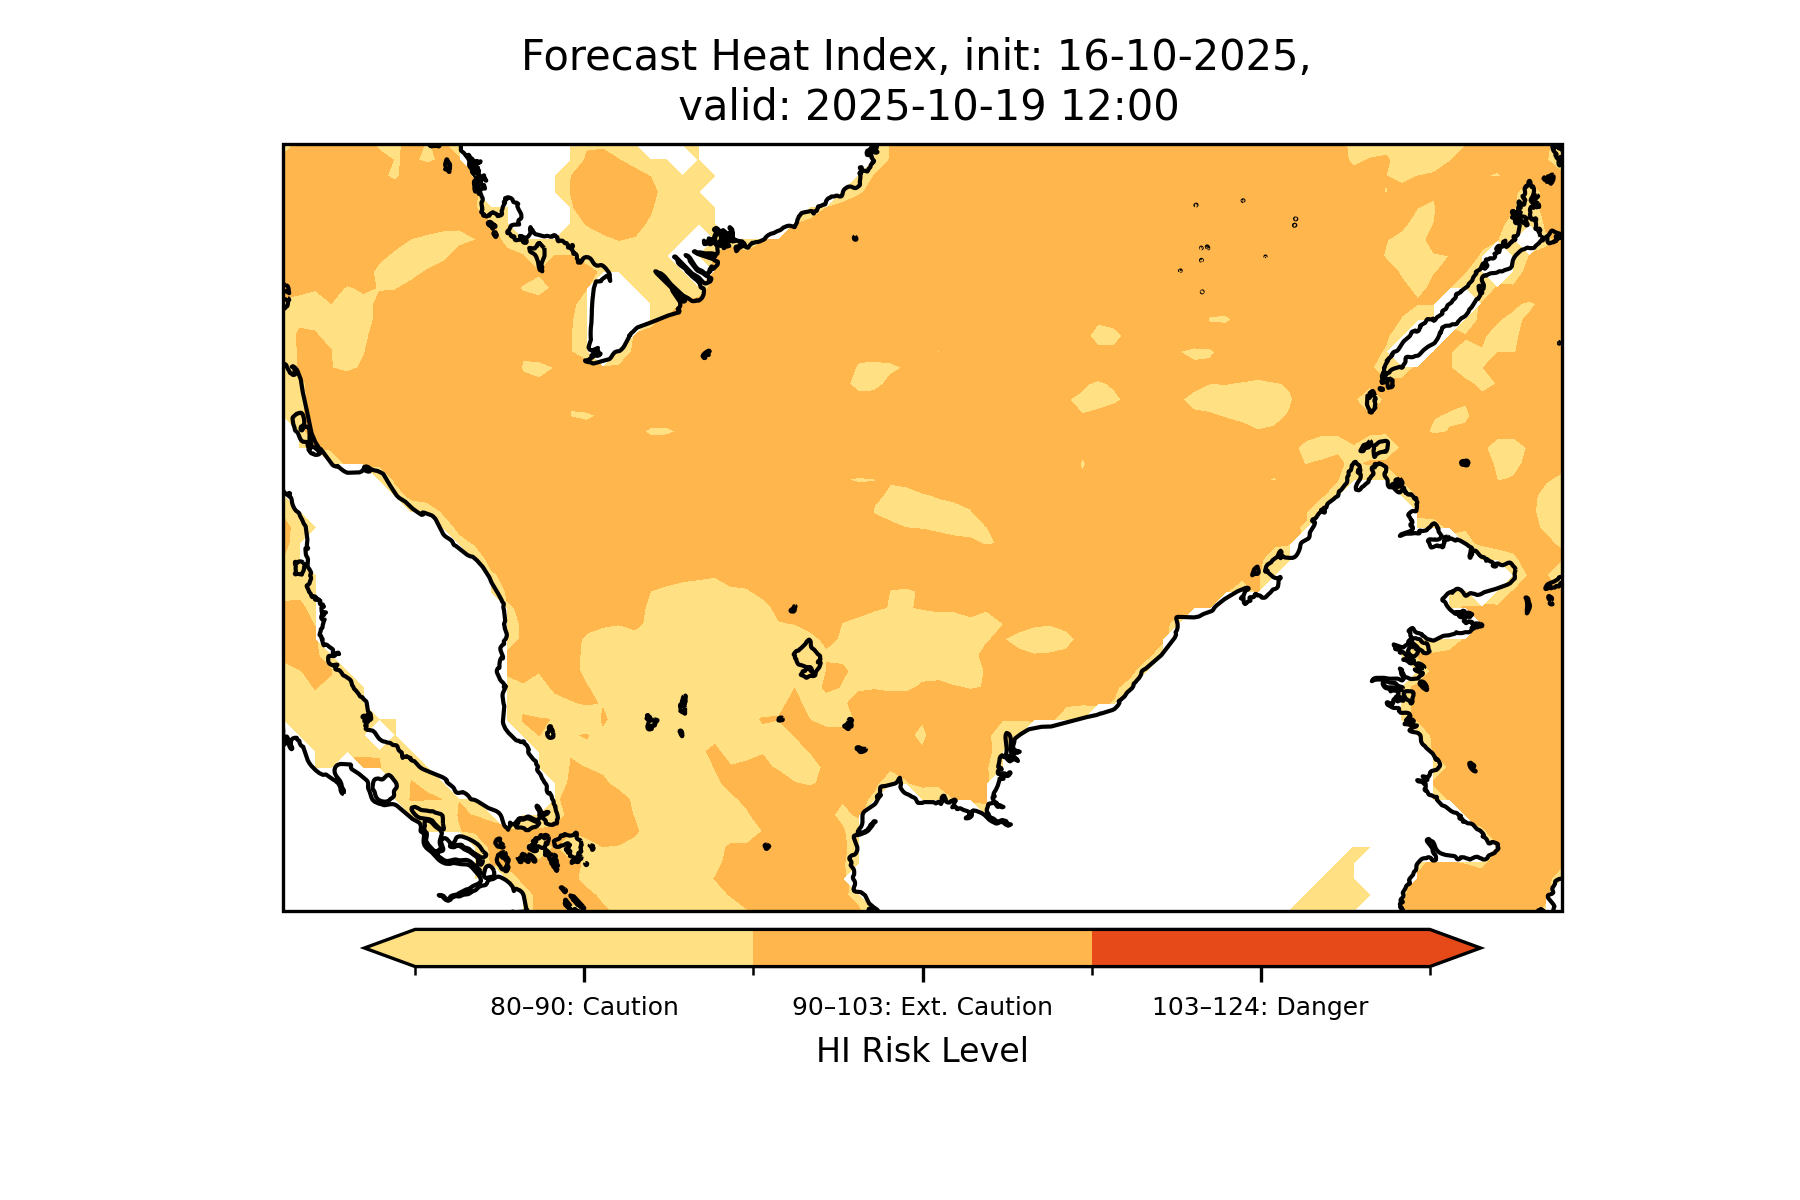 Forecast Heat Index, init: 16-10-2025,
valid: 2025-10-19 12:00
80–90: Caution
90–103: Ext. Caution
103–124: Danger
HI Risk Level